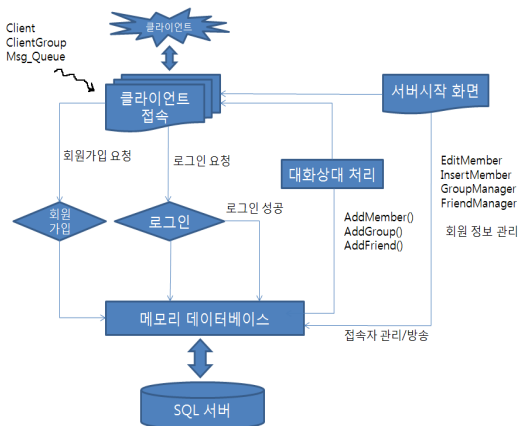 클라이언트
Client
ClientGroup
Msg_Queue
클라이언트
접속
서버시작 화면
회원가입 요청
로그인 요청
대화상대 처리
EditMember
InsertMember
GroupManager
FriendManager
회원 정보 관리
회원
가입
로그인
로그인 성공
AddMember()
AddGroup()
AddFriend()
메모리 데이터베이스
접속자 관리/방송
SQL 서버